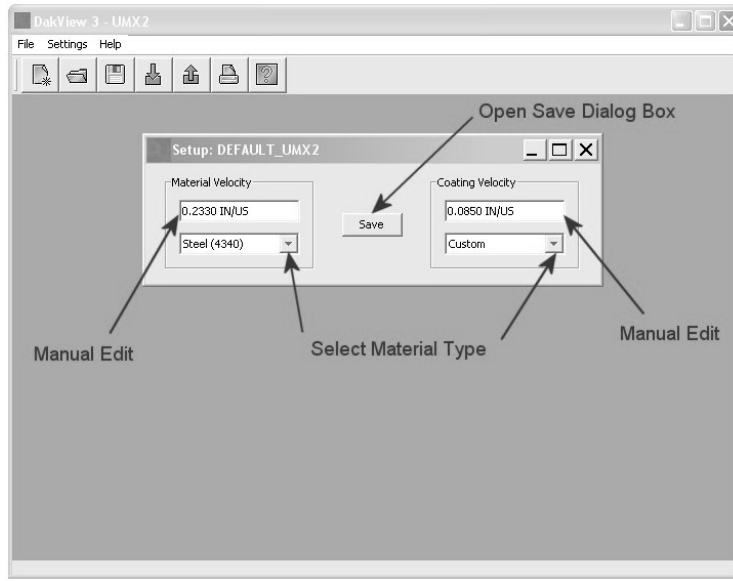 DakView 3 - UMX2
File Settings Help
Open Save Dialog Box
Setup: DEFAULT_UMX2
Material Velocity
Coating Velocity
0.2330 IN/US
Save
0.0850 IN/US
Steel (4340)
Custom
Manual Edit
Select Material Type
Manual Edit